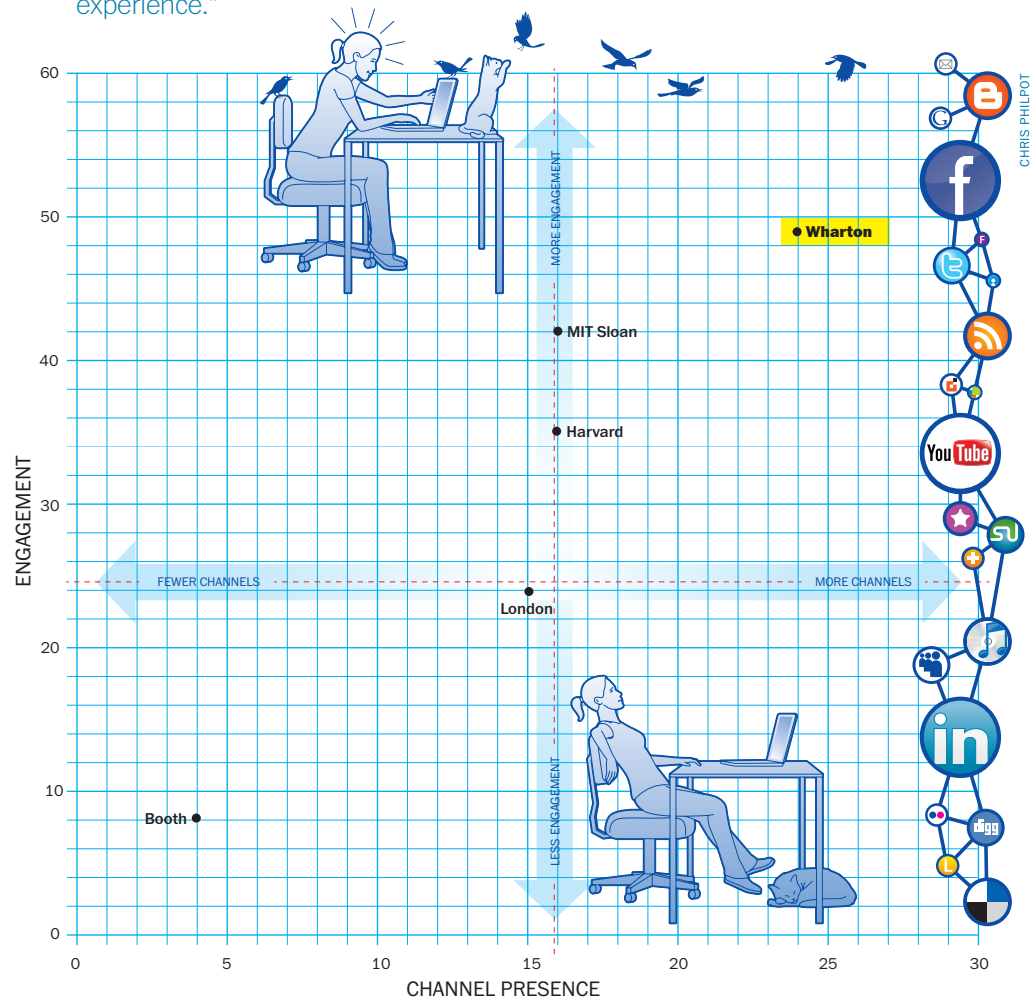 experience."
60
50
40
30
20
10
0
ENGAGEMENT
0
5
10
15
20
25
30
CHANNEL PRESENCE
MORE ENGAGEMENT
LESS ENGAGEMENT
FEWER CHANNELS
MORE CHANNELS
Wharton
MIT Sloan
Harvard
London
Booth
CHRIS PHILPOT
G
f
F
t
You Tube
SU
in
digg
L